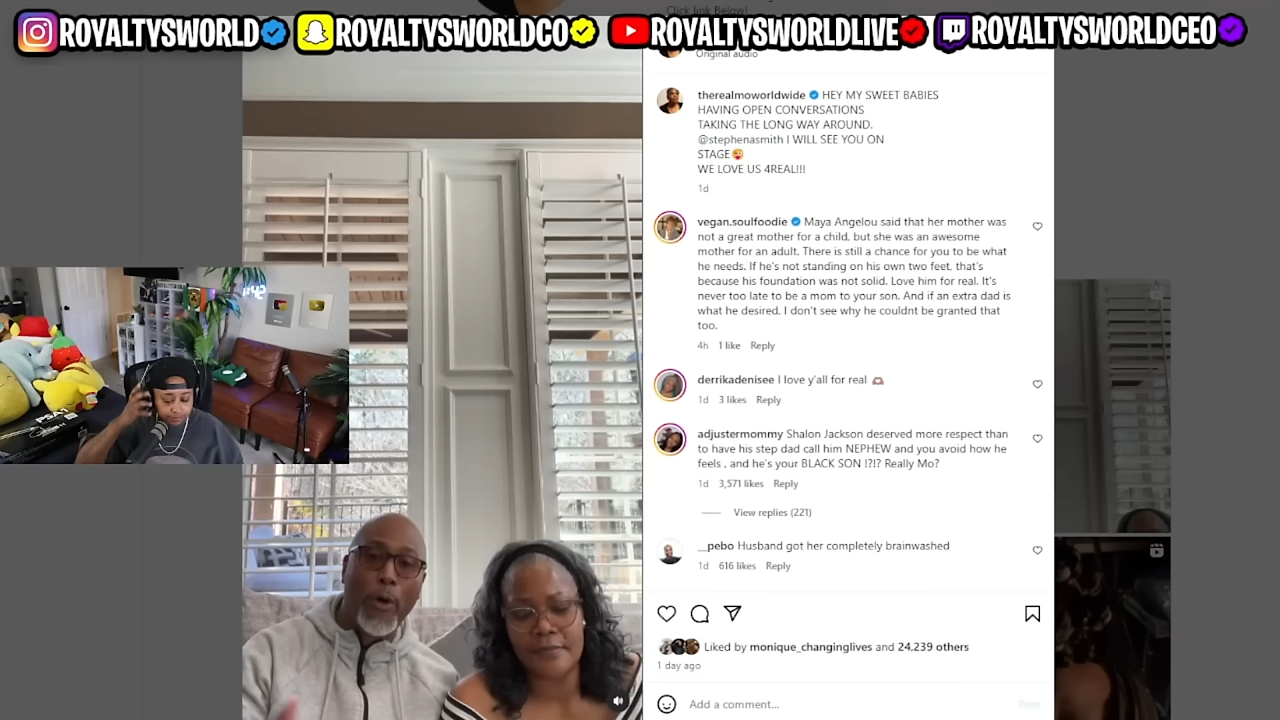 Click link Below!
ROYALTYSWORLD
ROYALTYSWORLDCO
ROYALTYSWORLDLIVE
ROYALTYSWORLDCEO
Original audio
therealmoworldwide HEY MY SWEET BABIES
HAVING OPEN CONVERSATIONS
TAKING THE LONG WAY AROUND.
@stephenasmith I WILL SEE YOU ON
STAGE😜
WE LOVE US 4REAL!!!
1d
vegan.soulfoodie Maya Angelou said that her mother was
not a great mother for a child, but she was an awesome
mother for an adult. There is still a chance for you to be what
he needs. If he's not standing on his own two feet, that's
because his foundation was not solid. Love him for real. It's
never too late to be a mom to your son. And if an extra dad is
what he desired. I don't see why he couldnt be granted that
too.
4h 1 like Reply
derrikadenisee I love y'all for real 🫶🏽
1d 3 likes Reply
adjustermommy Shalon Jackson deserved more respect than
to have his step dad call him NEPHEW and you avoid how he
feels , and he's your BLACK SON !?!? Really Mo?
1d 3,571 likes Reply
View replies (221)
__pebo Husband got her completely brainwashed
1d 616 likes Reply
Liked by monique_changinglives and 24,239 others
1 day ago
Add a comment...
Post
1:42